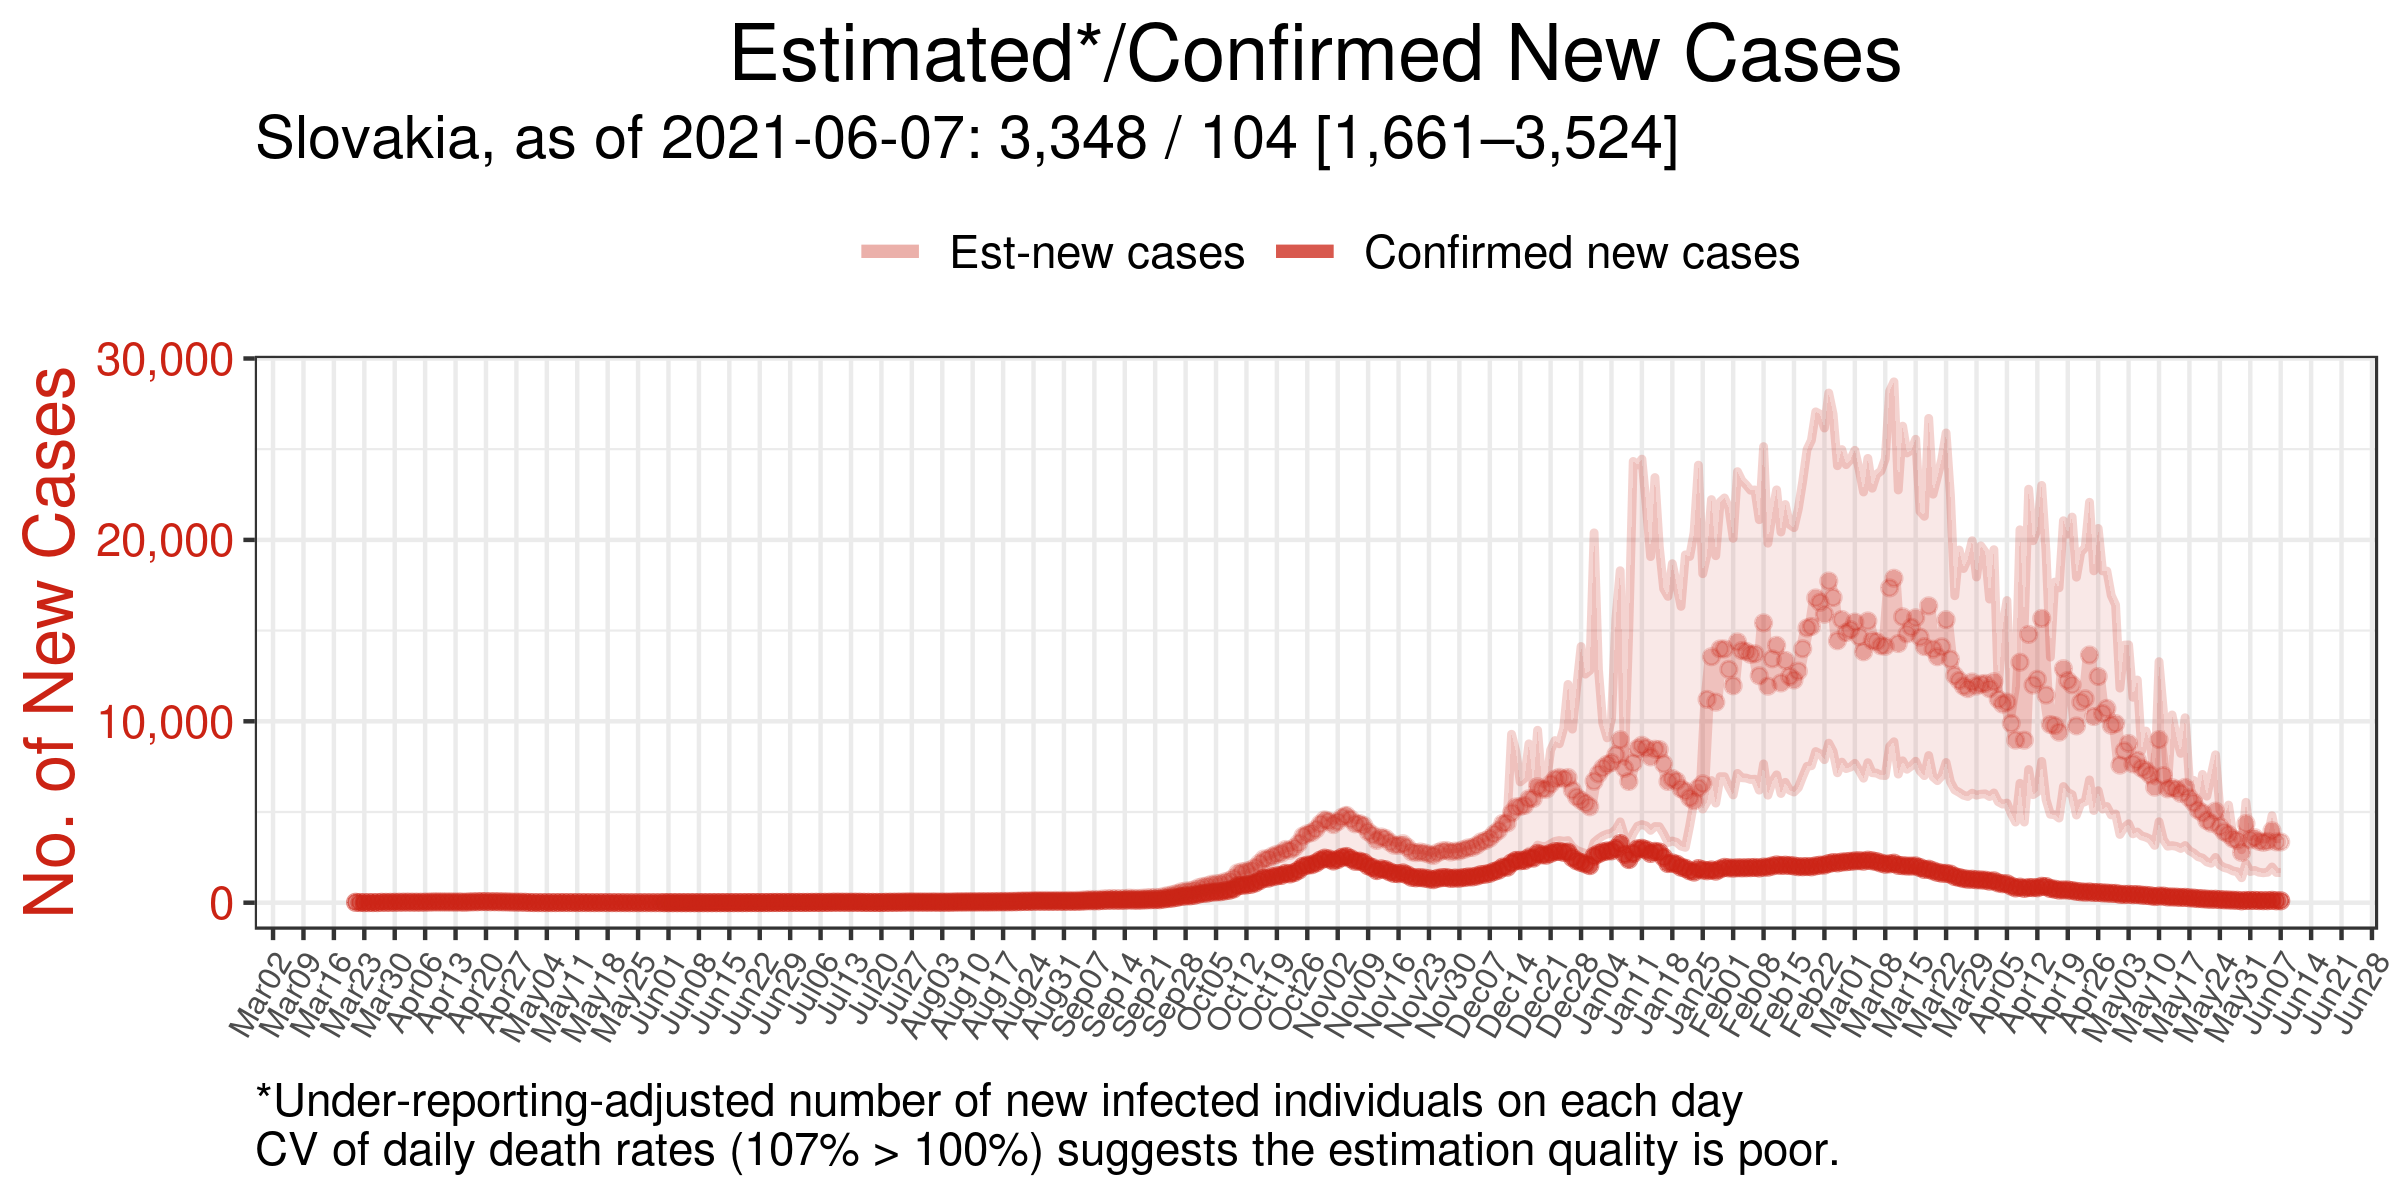 Estimated*/Confirmed New Cases
Slovakia, as of 2021-06-07: 3,348 / 104 [1,661–3,524]
Est-new cases Confirmed new cases
No. of New Cases
30,000
20,000
10,000
0
Mar02 Mar09 Mar16 Mar23 Mar30 Apr06 Apr13 Apr20 Apr27 May04 May11 May18 May25 Jun01 Jun08 Jun15 Jun22 Jun29 Jul06 Jul13 Jul20 Jul27 Aug03 Aug10 Aug17 Aug24 Aug31 Sep07 Sep14 Sep21 Sep28 Oct05 Oct12 Oct19 Oct26 Nov02 Nov09 Nov16 Nov23 Nov30 Dec07 Dec14 Dec21 Dec28 Jan04 Jan11 Jan18 Jan25 Feb01 Feb08 Feb15 Feb22 Mar01 Mar08 Mar15 Mar22 Mar29 Apr05 Apr12 Apr19 Apr26 May03 May10 May17 May24 May31 Jun07 Jun14 Jun21 Jun28
*Under-reporting-adjusted number of new infected individuals on each day
CV of daily death rates (107% > 100%) suggests the estimation quality is poor.